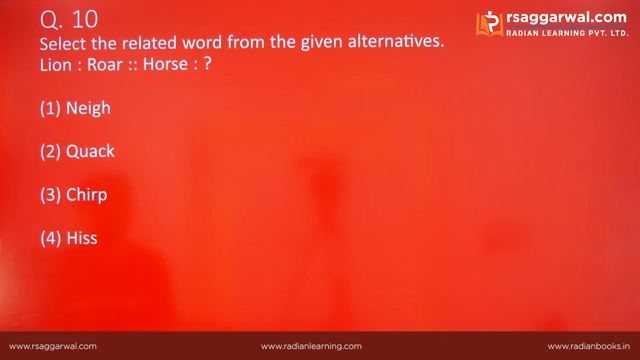 Q. 10
rsaggarwal.com
RADIAN LEARNING PVT. LTD.
Select the related word from the given alternatives.
Lion : Roar :: Horse : ?
(1) Neigh
(2) Quack
(3) Chirp
(4) Hiss
www.rsaggarwal.com
www.radianlearning.com
www.radianbooks.in